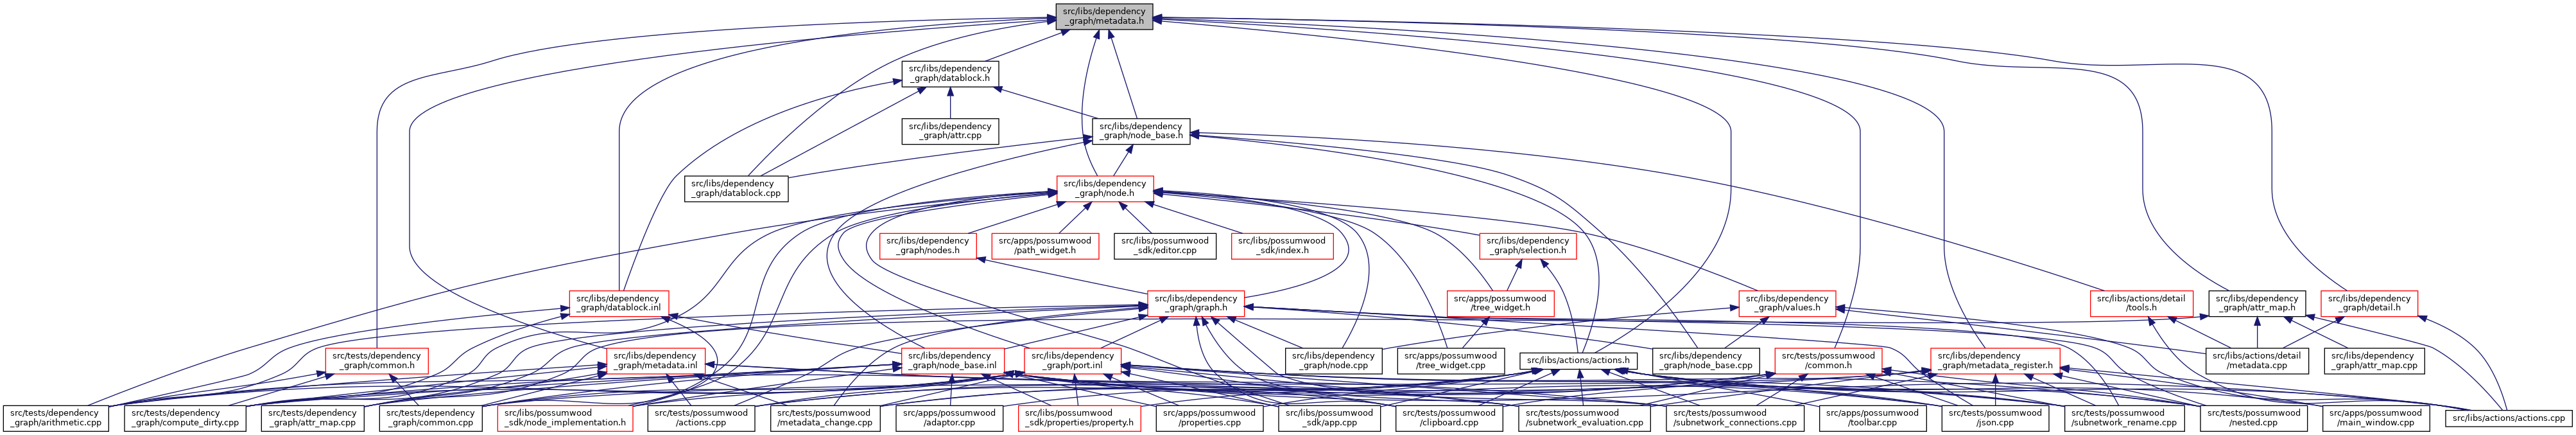 src/libs/dependency
_graph/metadata.h
src/libs/dependency
_graph/datablock.h
src/libs/dependency
_graph/attr.cpp
src/libs/dependency
_graph/node_base.h
src/libs/dependency
_graph/datablock.cpp
src/libs/dependency
_graph/node.h
src/libs/dependency
_graph/nodes.h
src/apps/possumwood
/path_widget.h
src/libs/possumwood
_sdk/editor.cpp
src/libs/possumwood
_sdk/index.h
src/libs/dependency
_graph/selection.h
src/libs/dependency
_graph/datablock.inl
src/libs/dependency
_graph/graph.h
src/apps/possumwood
/tree_widget.h
src/libs/dependency
_graph/values.h
src/libs/actions/detail
/tools.h
src/libs/dependency
_graph/attr_map.h
src/libs/dependency
_graph/detail.h
src/tests/dependency
_graph/common.h
src/libs/dependency
_graph/metadata.inl
src/libs/dependency
_graph/node_base.inl
src/libs/dependency
_graph/port.inl
src/libs/dependency
_graph/node.cpp
src/apps/possumwood
/tree_widget.cpp
src/libs/actions/actions.h
src/libs/dependency
_graph/node_base.cpp
src/tests/possumwood
/common.h
src/libs/dependency
_graph/metadata_register.h
src/libs/actions/detail
/metadata.cpp
src/libs/dependency
_graph/attr_map.cpp
src/tests/dependency
_graph/arithmetic.cpp
src/tests/dependency
_graph/compute_dirty.cpp
src/tests/dependency
_graph/attr_map.cpp
src/tests/dependency
_graph/common.cpp
src/libs/possumwood
_sdk/node_implementation.h
src/tests/possumwood
/actions.cpp
src/tests/possumwood
/metadata_change.cpp
src/apps/possumwood
/adaptor.cpp
src/libs/possumwood
_sdk/properties/property.h
src/apps/possumwood
/properties.cpp
src/libs/possumwood
_sdk/app.cpp
src/tests/possumwood
/clipboard.cpp
src/tests/possumwood
/subnetwork_evaluation.cpp
src/tests/possumwood
/subnetwork_connections.cpp
src/apps/possumwood
/toolbar.cpp
src/tests/possumwood
/json.cpp
src/tests/possumwood
/subnetwork_rename.cpp
src/tests/possumwood
/nested.cpp
src/apps/possumwood
/main_window.cpp
src/libs/actions/actions.cpp